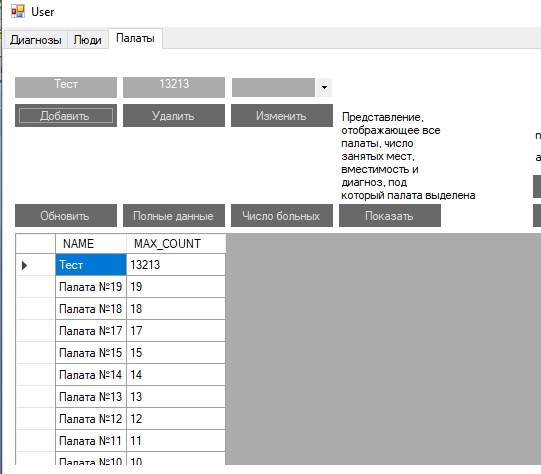 User
Диагнозы Люди Палаты
Тест 13213
Добавить Удалить Изменить
Представление,
отображающее все
палаты, число
занятых мест,
вместимость и
диагноз, под
который палата выделена
Обновить Полные данные Число больных Показать
NAME MAX_COUNT
Тест 13213
Палата №19 19
Палата №18 18
Палата №17 17
Палата №15 15
Палата №14 14
Палата №13 13
Палата №12 12
Палата №11 11
Палата №10 10